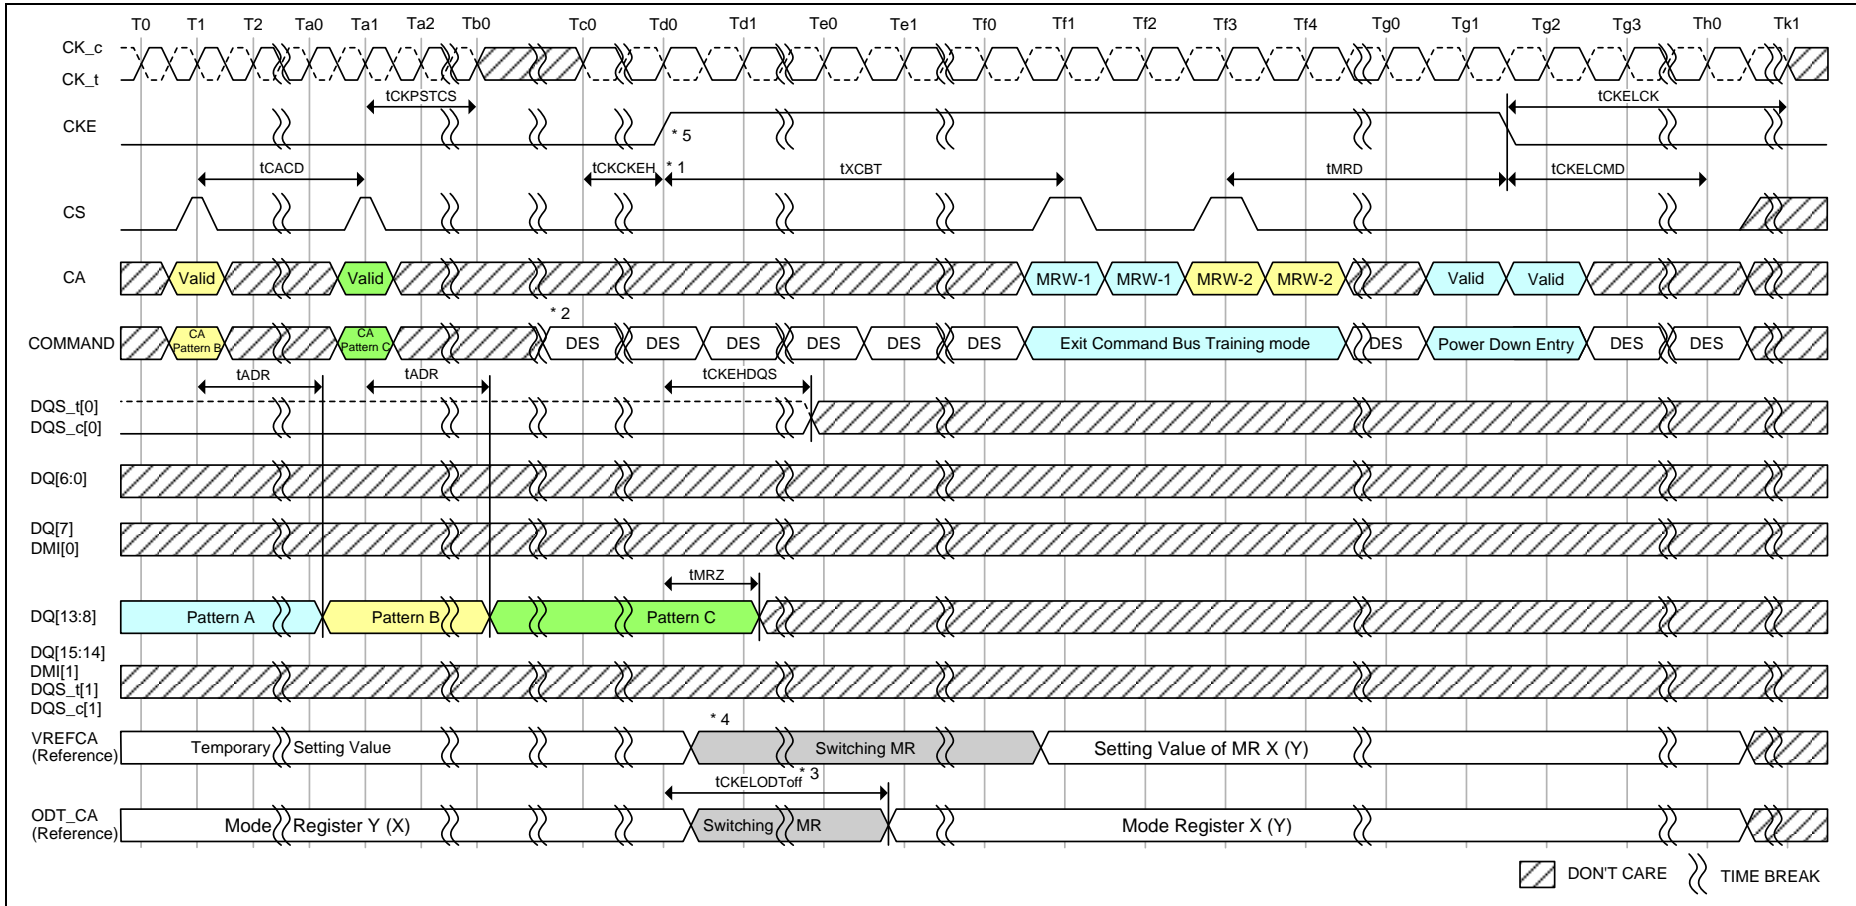 T0 T1 T2 Ta0 Ta1 Ta2 Tb0 Tc0 Td0 Td1 Te0 Te1 Tf0 Tf1 Tf2 Tf3 Tf4 Tg0 Tg1 Tg2 Tg3 Th0 Tk1
CK_c
CK_t
tCKPSTCS tCKELCK
CKE
* 5
tCACD tCKCKEH * 1 tXCBT tMRD tCKELCMD
CS
CA Valid Valid MRW-1 MRW-1 MRW-2 MRW-2 Valid Valid
* 2
COMMAND CA Pattern B CA Pattern C DES DES DES DES DES DES Exit Command Bus Training mode DES Power Down Entry DES DES
tADR tADR tCKEHDQS
DQS_t[0]
DQS_c[0]
DQ[6:0]
DQ[7]
DMI[0]
tMRZ
DQ[13:8] Pattern A Pattern B Pattern C
DQ[15:14]
DMI[1]
DQS_t[1]
DQS_c[1]
* 4
VREFCA
(Reference)
Temporary Setting Value Switching MR Setting Value of MR X (Y)
tCKELODToff * 3
ODT_CA
(Reference)
Mode Register Y (X) Switching MR Mode Register X (Y)
DON'T CARE TIME BREAK